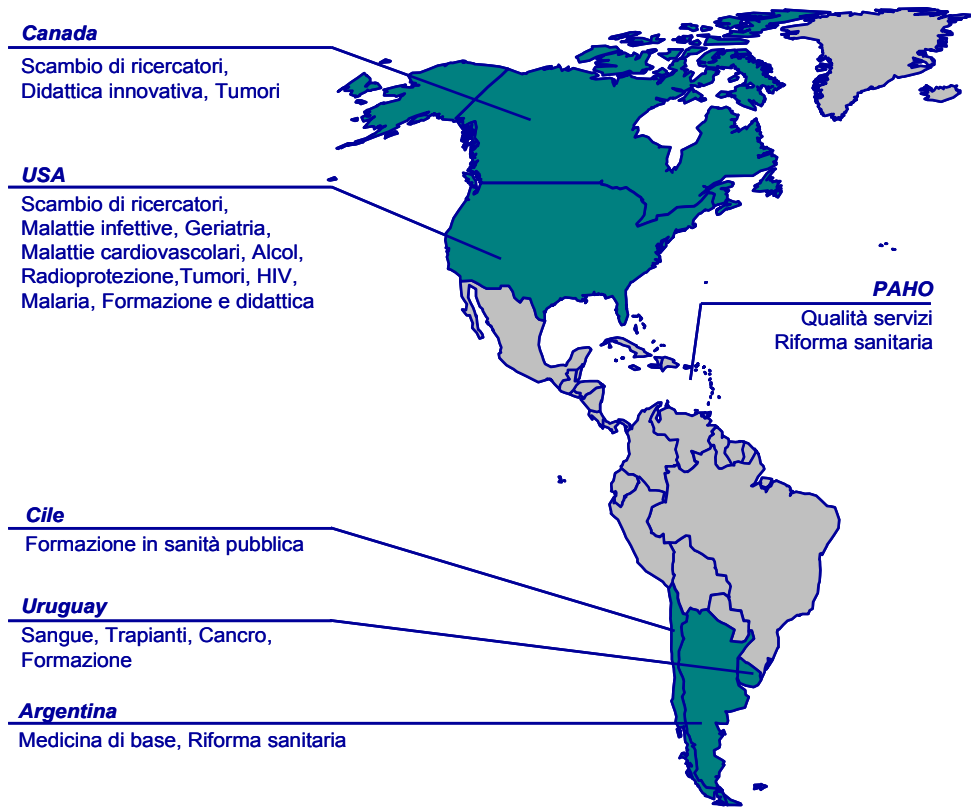 Canada
Scambio di ricercatori,
Didattica innovativa, Tumori
USA
Scambio di ricercatori,
Malattie infettive, Geriatria,
Malattie cardiovascolari, Alcol,
Radioprotezione,Tumori, HIV,
Malaria, Formazione e didattica
PAHO
Qualità servizi
Riforma sanitaria
Cile
Formazione in sanità pubblica
Uruguay
Sangue, Trapianti, Cancro,
Formazione
Argentina
Medicina di base, Riforma sanitaria